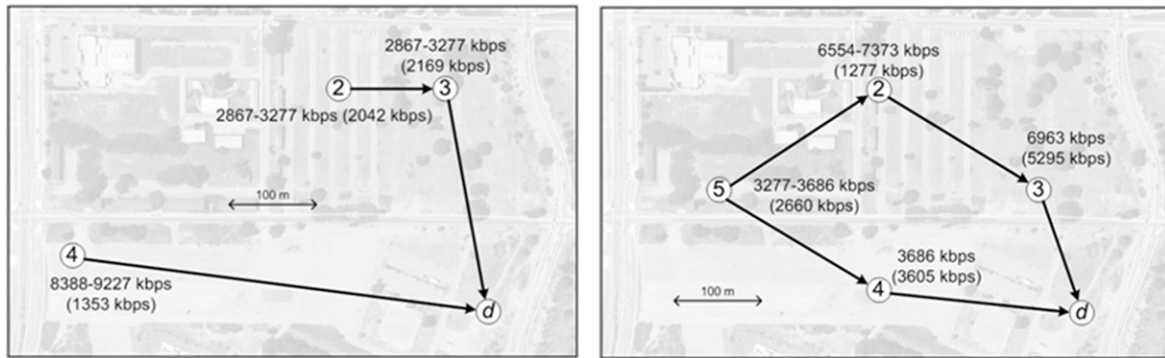 2867-3277 kbps
(2169 kbps)
2
3
2867-3277 kbps (2042 kbps)
100 m
4
8388-9227 kbps
(1353 kbps)
d
6554-7373 kbps
(1277 kbps)
2
6963 kbps
(5295 kbps)
5
3
3277-3686 kbps
(2660 kbps)
3686 kbps
(3605 kbps)
100 m
4
d